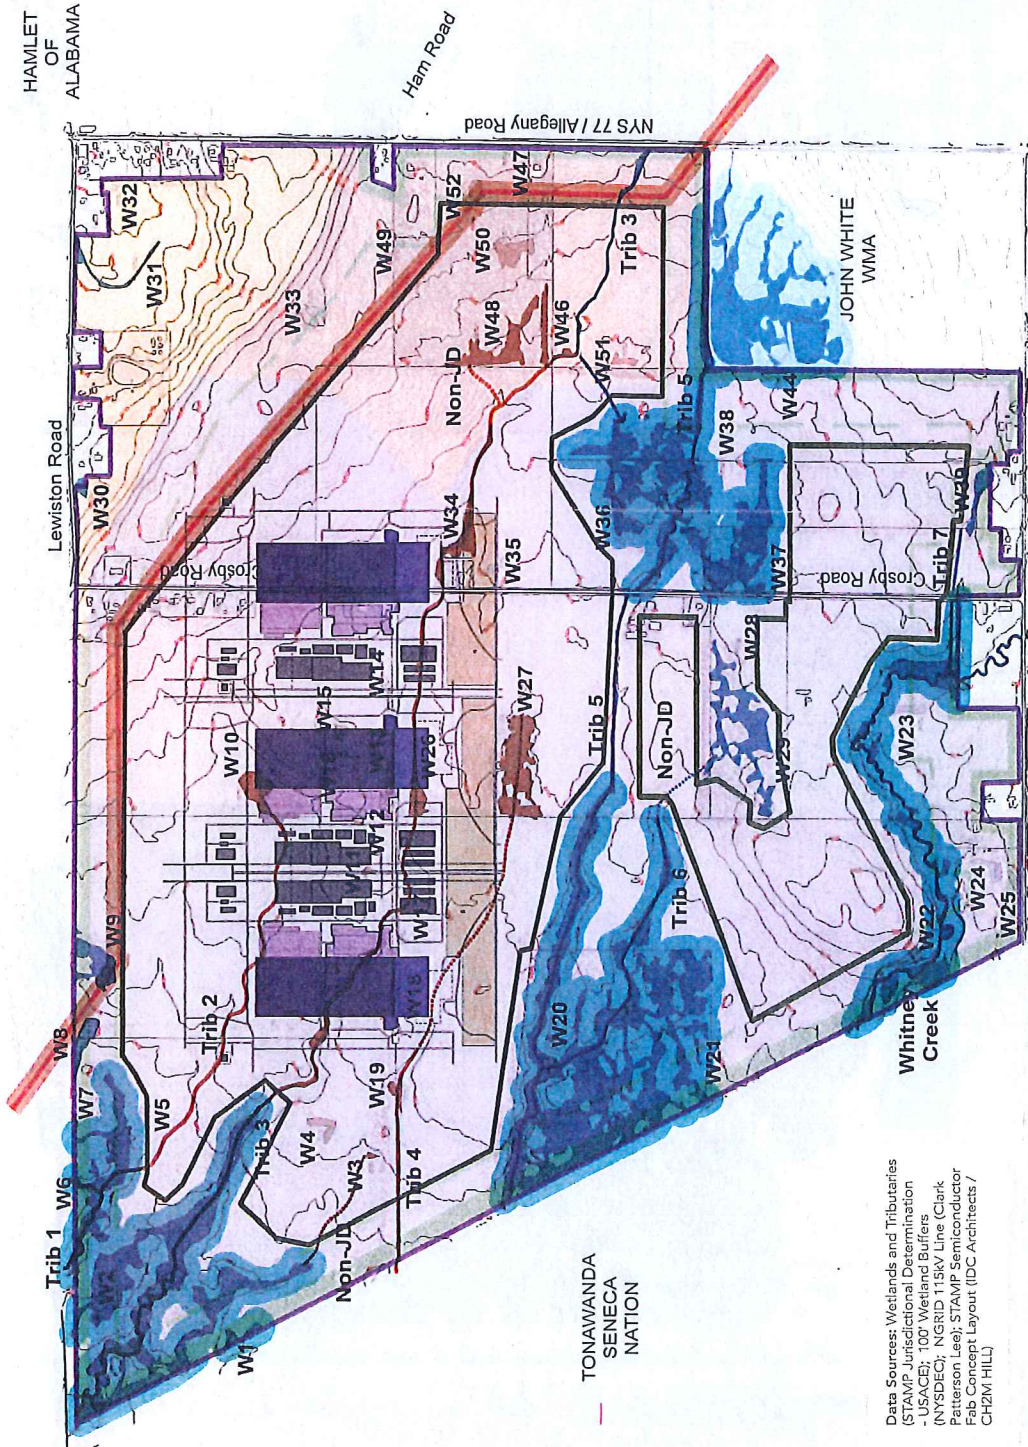 HAMLET
OF
ALABAMA
Ham Road
NYS 77 / Allegany Road
Lewiston Road
W32
W31
W33
W30
W49
W52
W47
W50
W48
W46
Non-JD
Trib 3
W51
Trib 5
JOHN WHITE
WMA
W44
W38
W36
W37
W34
W35
Crosby Road
Crosby Road
Trib 7
W28
W29
Non-JD
Trib 5
W27
W14
W15
W10
W12
W23
W24
W25
W22
Whitney
Creek
Trib 6
W20
W21
W9
W8
W7
W6
W5
Trib 2
Trib 1
Trib 3
W4
W3
W19
Trib 4
Non-JD
W1
TONAWANDA
SENECA
NATION
Data Sources: Wetlands and Tributaries
(STAMP Jurisdictional Determination
- USACE); 100' Wetland Buffers
(NYSDEC); NGRID 115kV Line (Clark
Patterson Lee); STAMP Semiconductor
Fab Concept Layout (IDC Architects /
CH2M HILL)